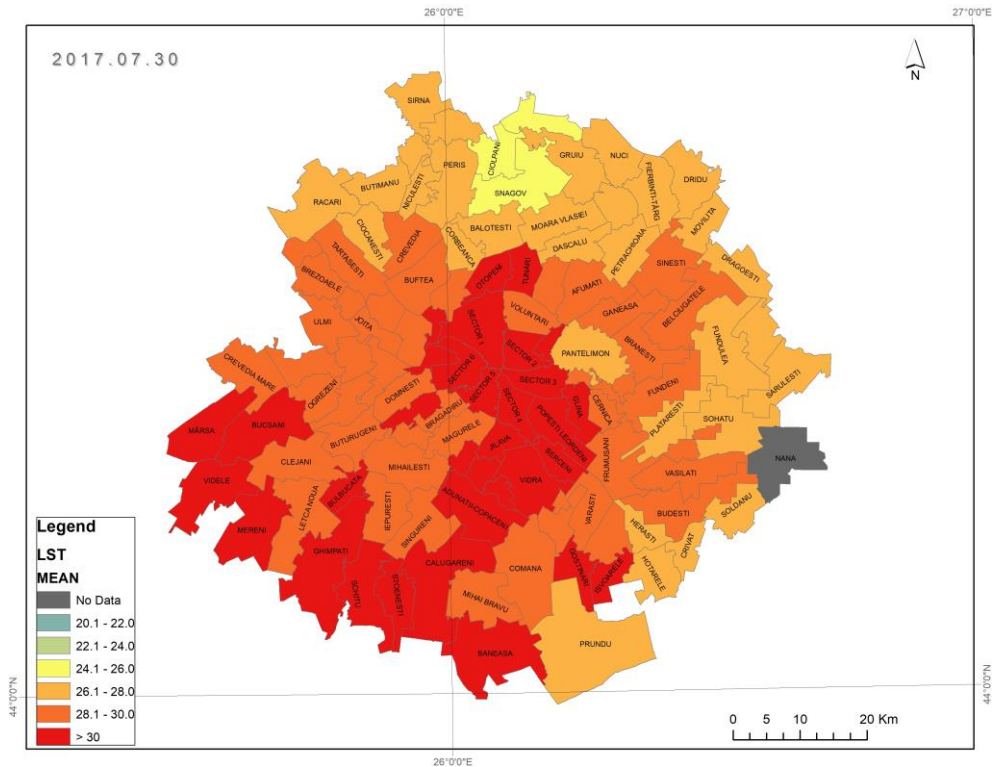 26°0'0"E
27°0'0"E
2017.07.30
N
SIRNA
PERIS
CIOLPANI
GRUIU
NUCI
FIERBINTI-TÂRG
DRIDU
BUTIMANU
NICULESTI
SNAGOV
RACARI
MOVILITA
CIOCANESTI
CREVEDIA
CORBEANCA
BALOTESTI
MOARA VLASIEI
DASCALU
PETRACHIOAIA
TARTASESTI
SINESTI
DRAGOESTI
BREZOAELE
BUFTEA
OTOPENI
TUNARI
AFUMATI
GANEASA
BELCIUGATELE
ULMI
JOITA
SECTOR 1
VOLUNTARI
BRANESTI
FUNDULEA
CREVEDIA MARE
SECTOR 6
SECTOR 2
PANTELIMON
OGREZENI
DOMNESTI
SECTOR 5
SECTOR 3
FUNDENI
SARULESTI
MÂRSA
BUCSANI
BRAGADIRU
SECTOR 4
GLINA
CERNICA
PLATARESTI
SOHATU
BUTURUGENI
MAGURELE
POPESTI LEORDENI
CLEJANI
MIHAILESTI
JILAVA
BERCENI
FRUMUSANI
NANA
VIDELE
BULBUCATA
VIDRA
VASILATI
LETCA NOUA
IEPURESTI
ADUNATII-COPACENI
VARASTI
BUDESTI
SOLDANU
MERENI
SINGURENI
HERASTI
CRIVAT
GHIMPATI
CALUGARENI
COMANA
GOSTINARI
ISVOARELE
HOTARELE
SCHITU
STOENESTI
MIHAI BRAVU
BANEASA
PRUNDU
Legend
LST
MEAN
No Data
20.1 - 22.0
22.1 - 24.0
24.1 - 26.0
26.1 - 28.0
28.1 - 30.0
> 30
0 5 10 20 Km
44°0'0"N
44°0'0"N
26°0'0"E